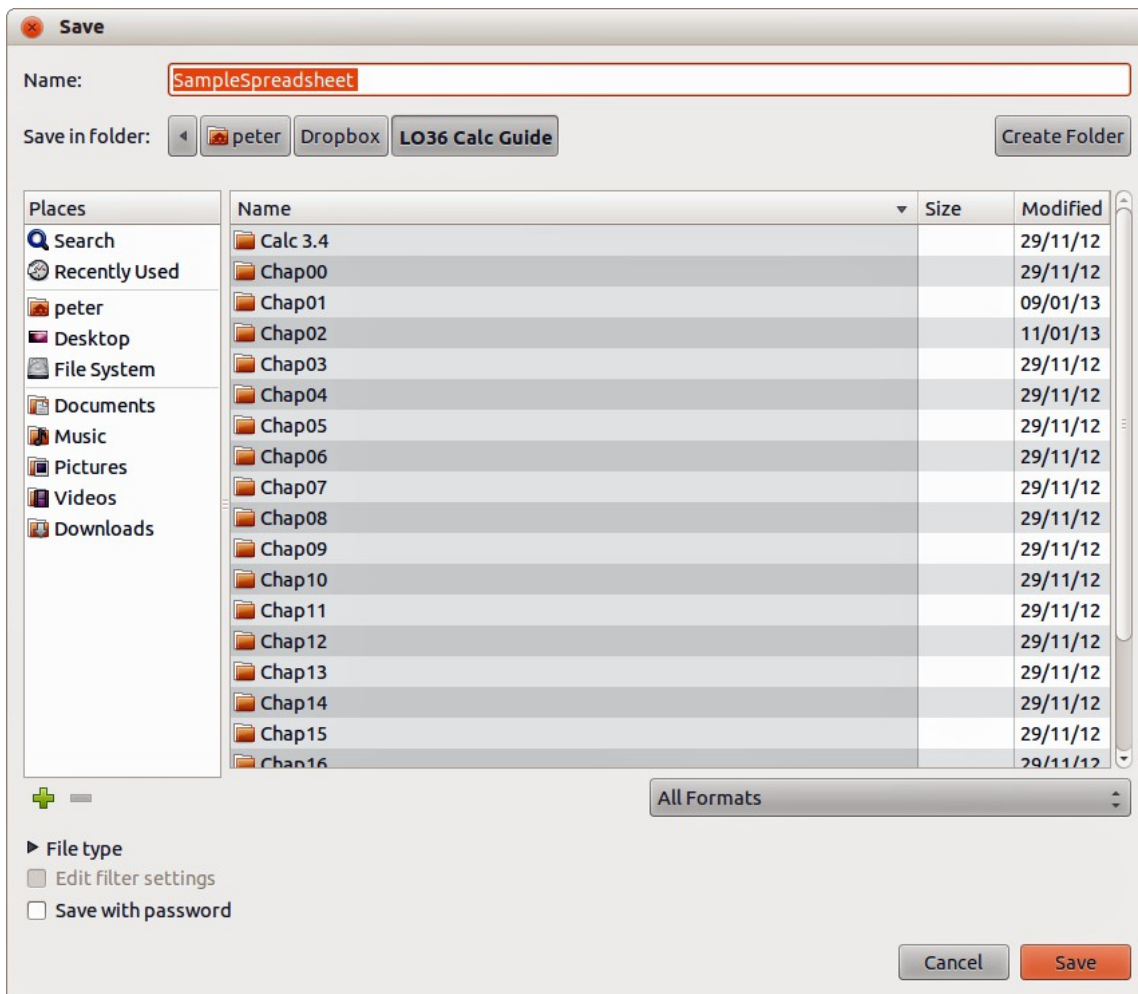 Save
Name: SampleSpreadsheet
Save in folder: peter Dropbox LO36 Calc Guide Create Folder
Places
Search
Recently Used
peter
Desktop
File System
Documents
Music
Pictures
Videos
Downloads
Name Size Modified
Calc 3.4 29/11/12
Chap00 29/11/12
Chap01 09/01/13
Chap02 11/01/13
Chap03 29/11/12
Chap04 29/11/12
Chap05 29/11/12
Chap06 29/11/12
Chap07 29/11/12
Chap08 29/11/12
Chap09 29/11/12
Chap10 29/11/12
Chap11 29/11/12
Chap12 29/11/12
Chap13 29/11/12
Chap14 29/11/12
Chap15 29/11/12
Chap16 29/11/12
All Formats
File type
Edit filter settings
Save with password
Cancel Save